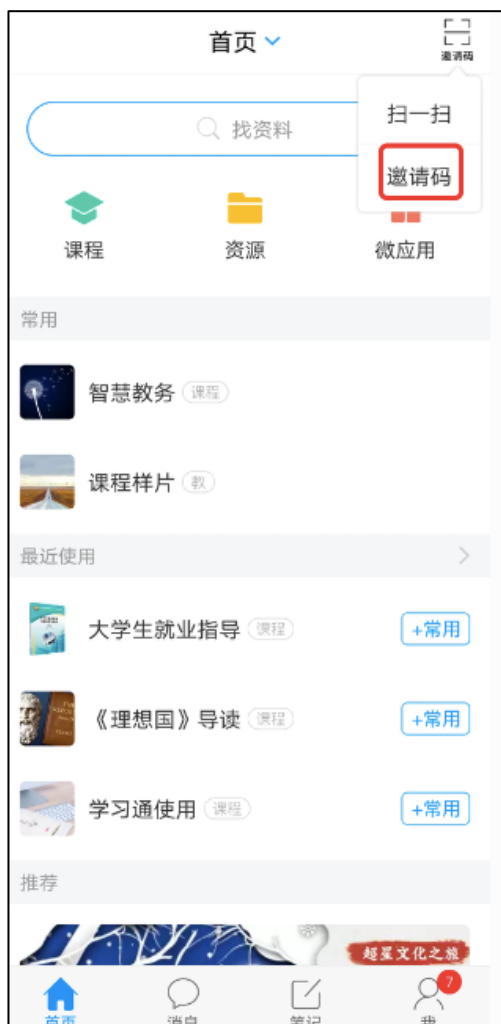 首页
邀请码
扫一扫
找资料
邀请码
课程
资源
微应用
常用
智慧教务 课程
课程样片 教
最近使用
大学生就业指导 课程
+常用
《理想国》导读 课程
+常用
学习通使用 课程
+常用
推荐
超星文化之旅
7
首页
消息
笔记
我